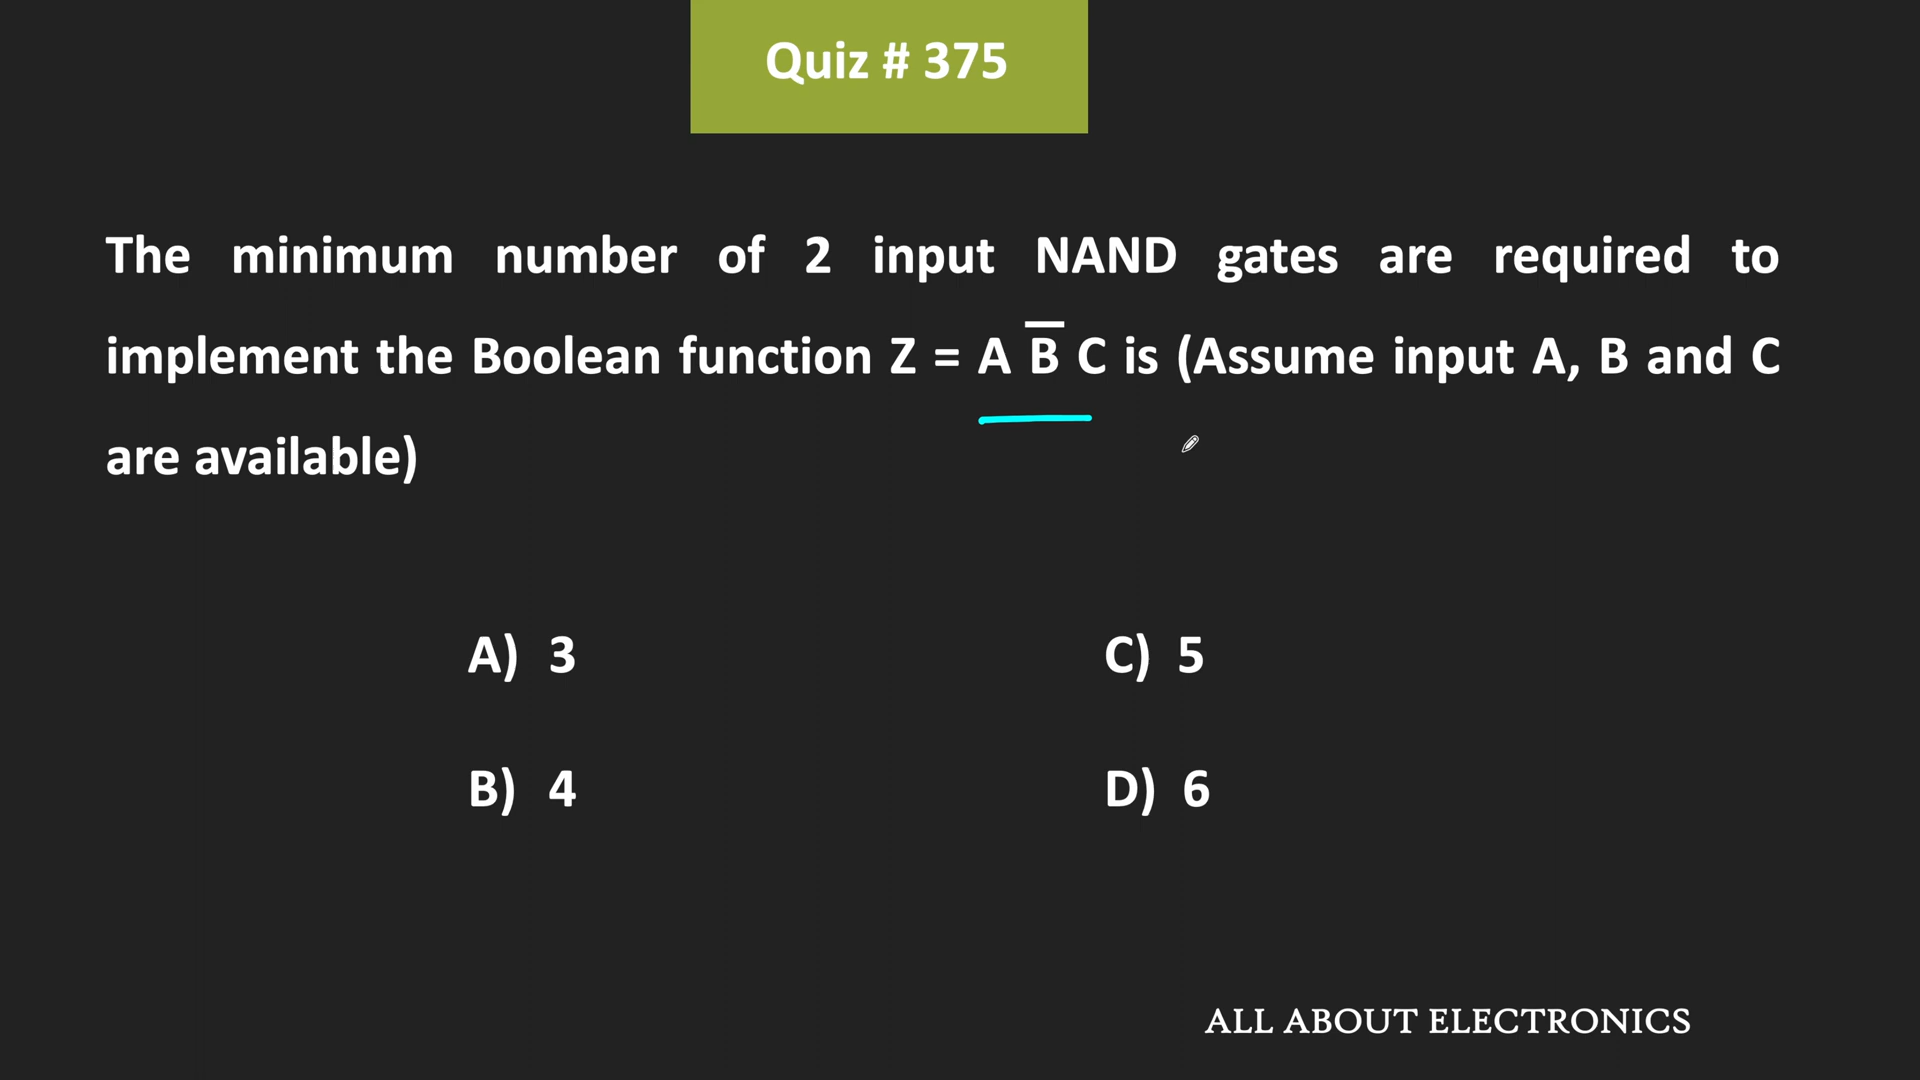 Quiz # 375
The minimum number of 2 input NAND gates are required to
implement the Boolean function Z = A B̅ C is (Assume input A, B and C
are available)
A) 3
C) 5
B) 4
D) 6
ALL ABOUT ELECTRONICS